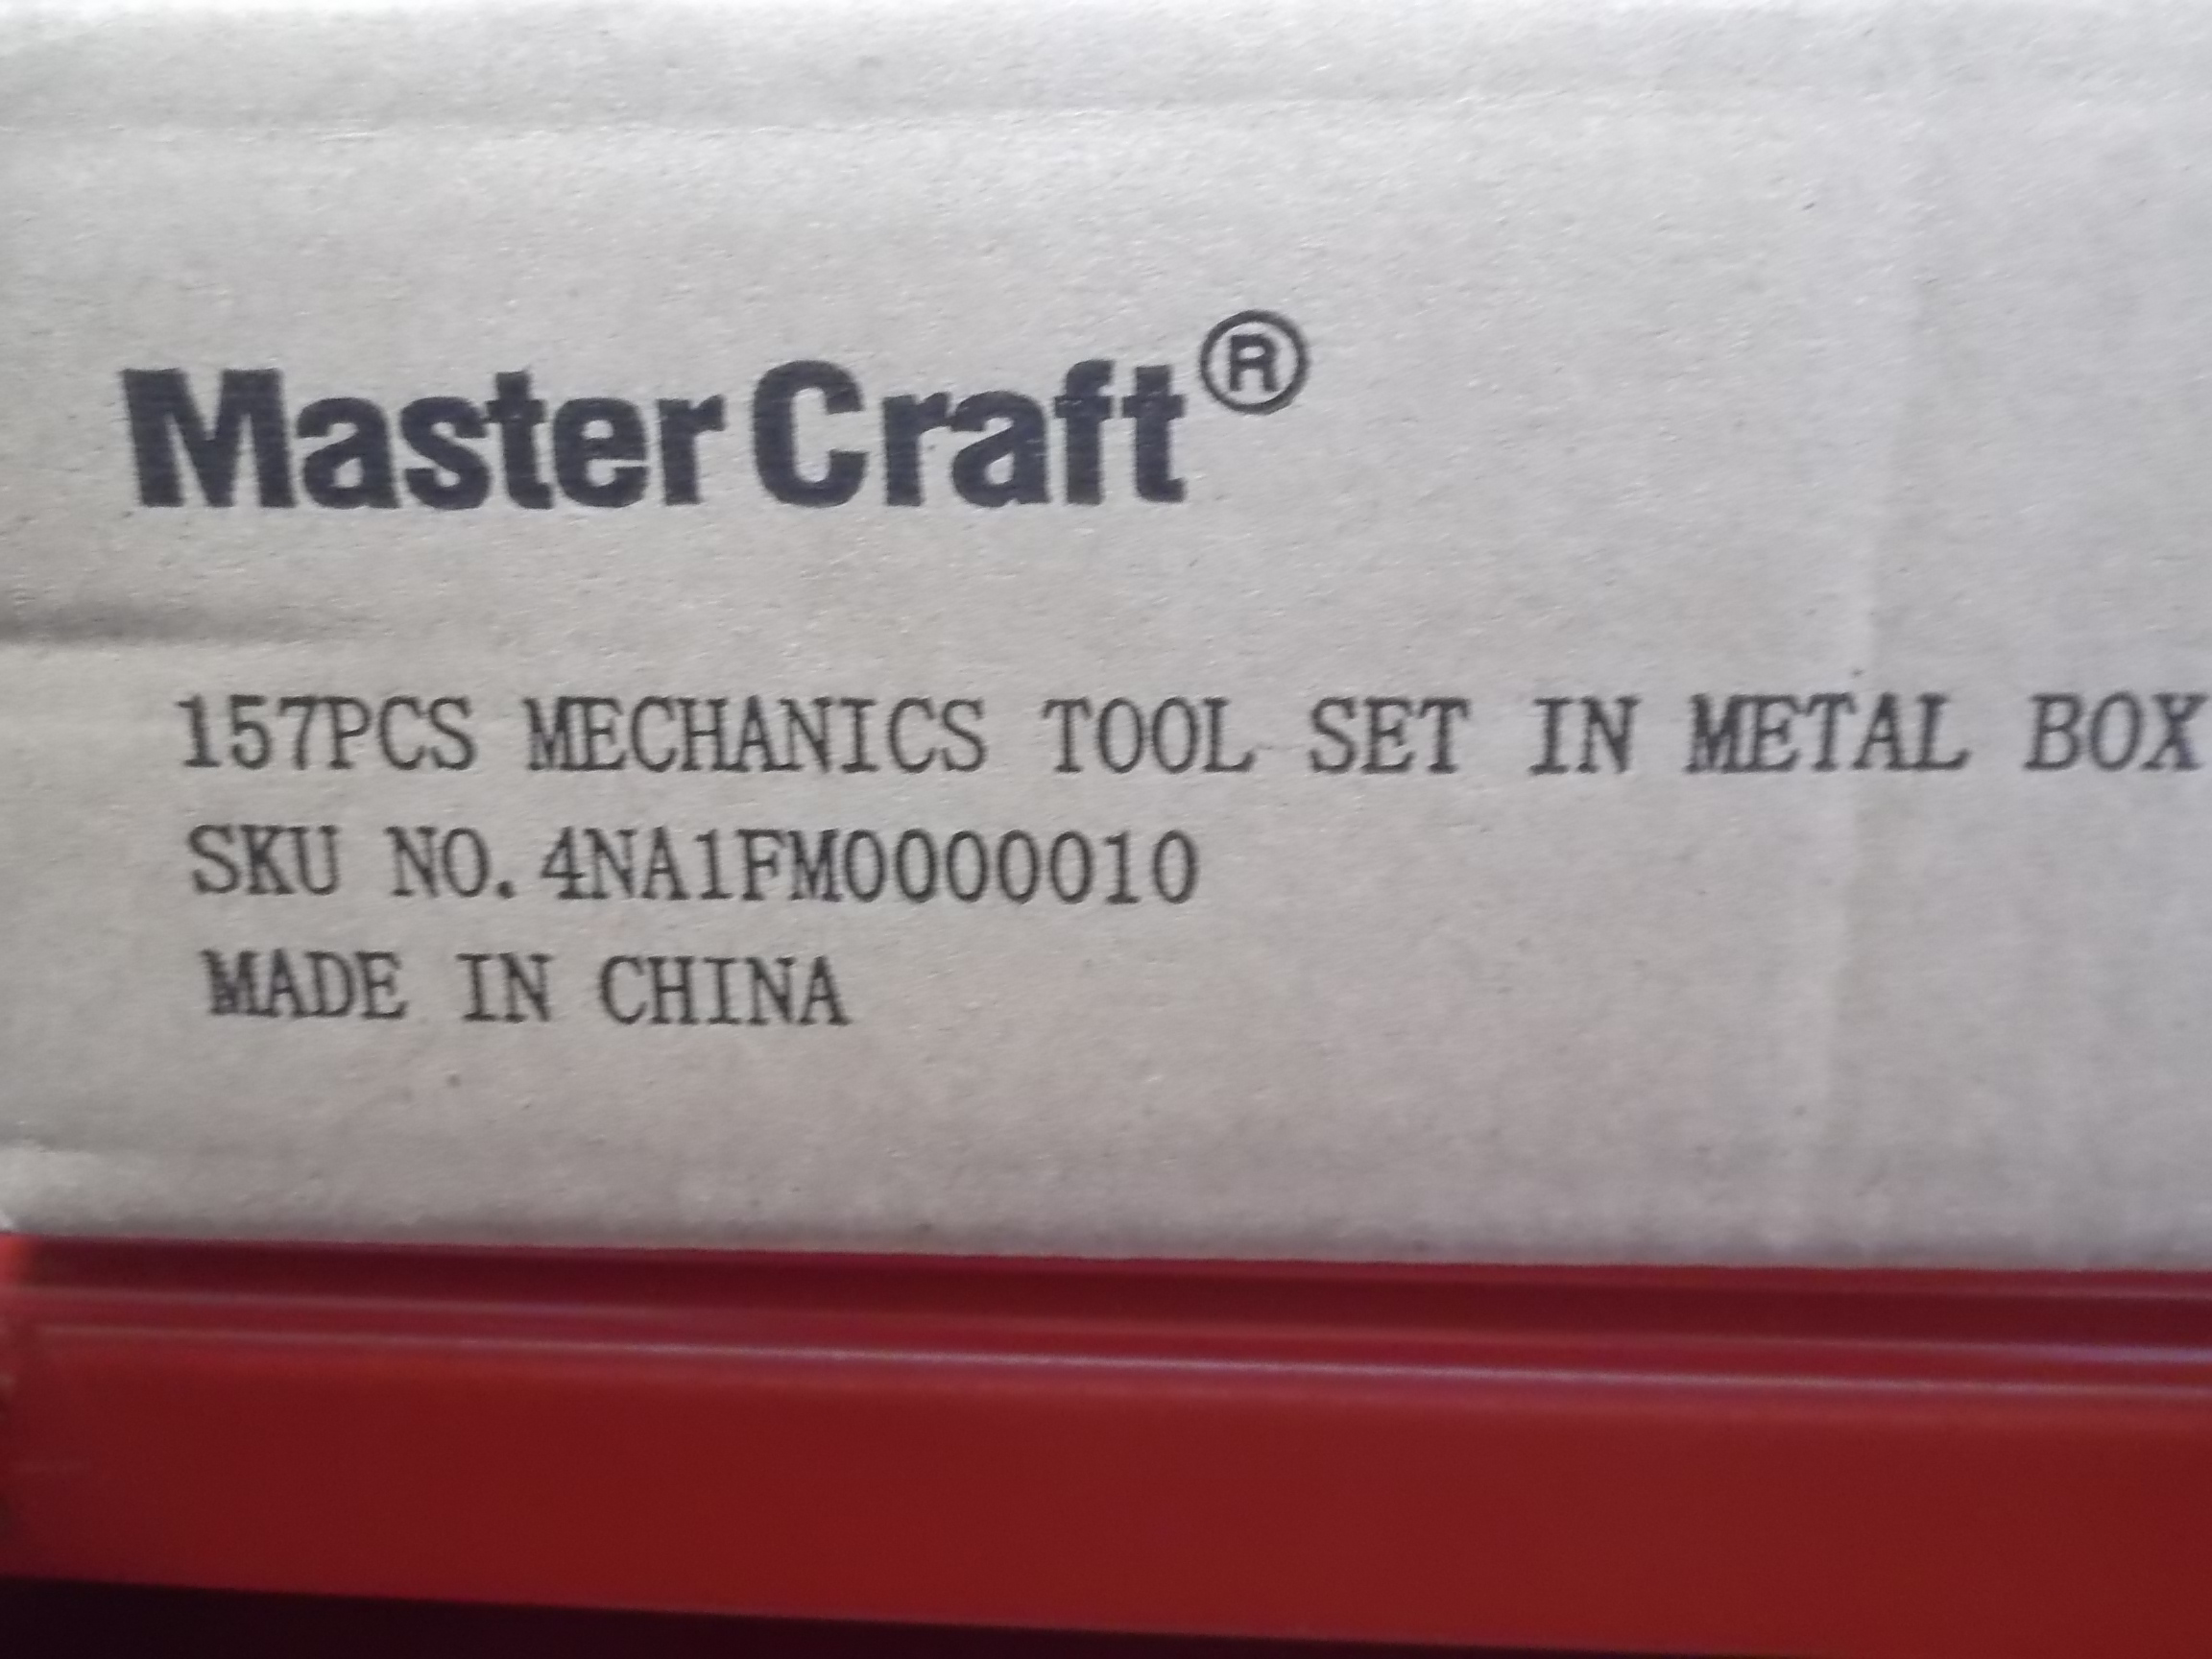 MasterCraft®
157PCS MECHANICS TOOL SET IN METAL BOX
SKU NO.4NA1FM0000010
MADE IN CHINA